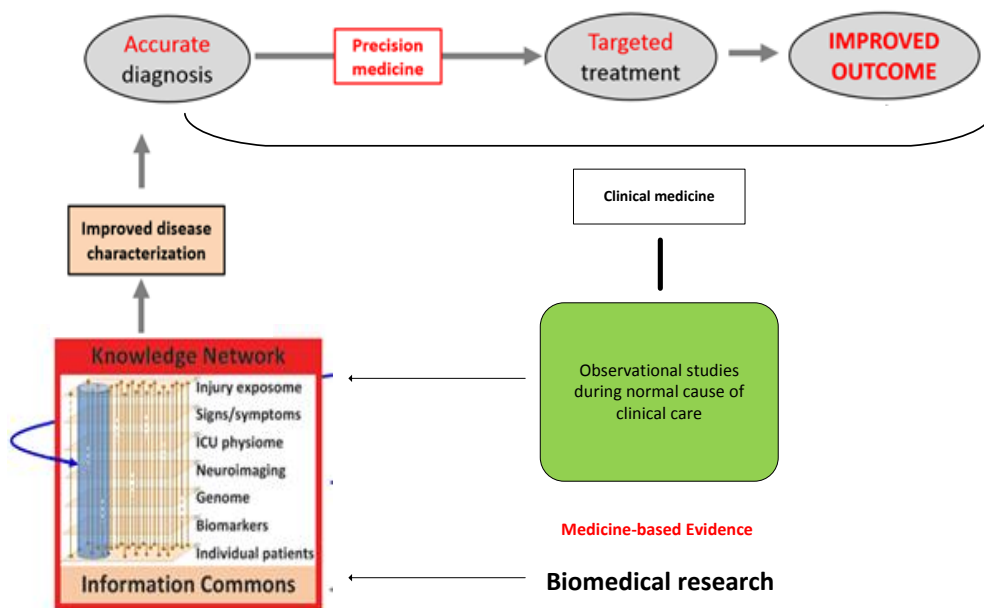 Accurate
diagnosis
Precision
medicine
Targeted
treatment
IMPROVED
OUTCOME
Clinical medicine
Improved disease
characterization
Observational studies
during normal cause of
clinical care
Knowledge Network
Injury exposome
Signs/symptoms
ICU physiome
Neuroimaging
Genome
Biomarkers
Individual patients
Information Commons
Medicine-based Evidence
Biomedical research